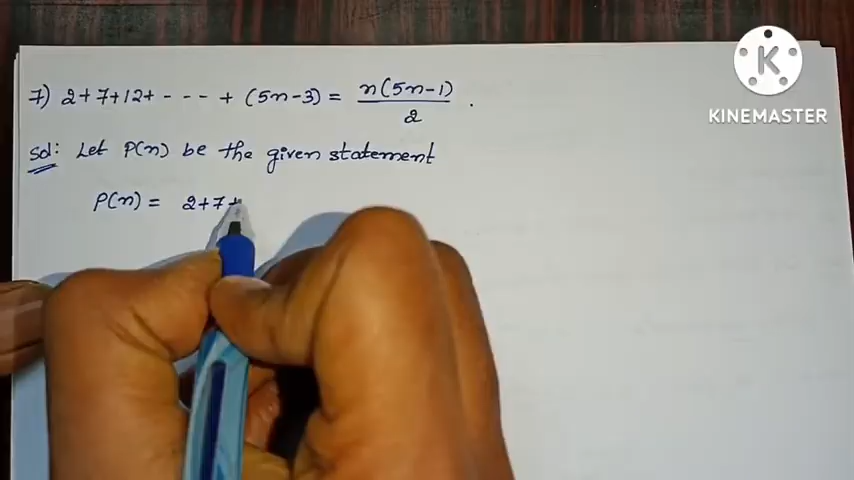 7) 2+7+12+ - - - - + (5n-3) = n(5n-1)/2 .
Sol: Let P(n) be the given statement
P(n) = 2+7+
KINEMASTER